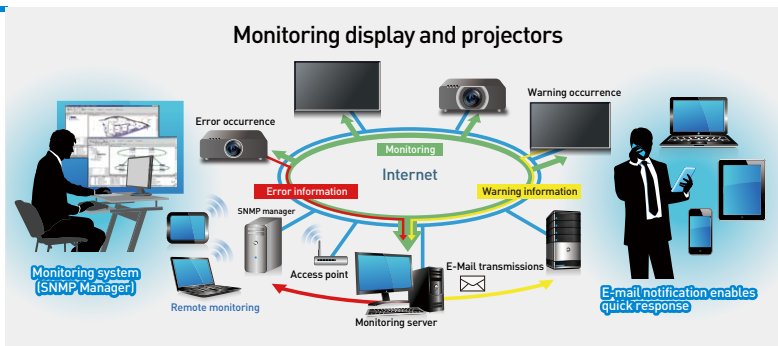 Monitoring display and projectors
Error occurrence
Warning occurrence
Monitoring
Internet
Error information
Warning information
SNMP manager
Access point
E-Mail transmissions
Monitoring system
(SNMP Manager)
Remote monitoring
Monitoring server
E-mail notification enables
quick response